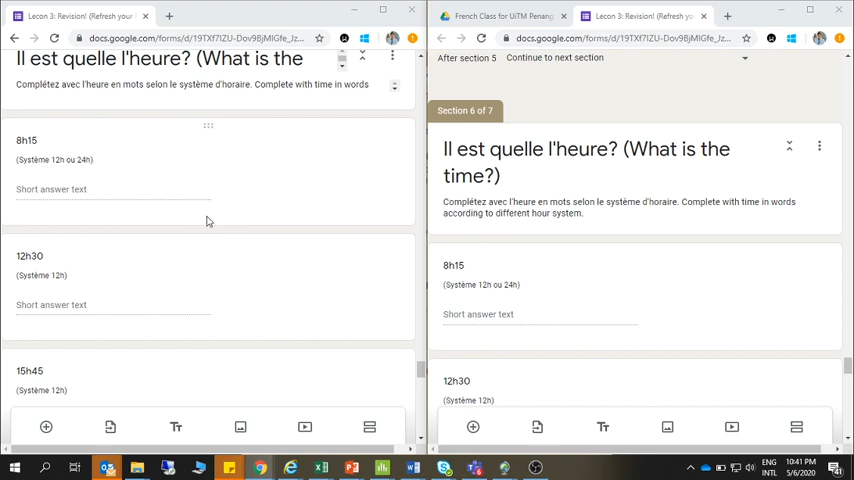 Lecon 3: Revision! (Refresh your
docs.google.com/forms/d/19TXf7IZU-Dov9BjMlGfe_Jz...
Il est quelle l'heure? (What is the
Complétez avec l'heure en mots selon le système d'horaire. Complete with time in words
8h15
(Système 12h ou 24h)
Short answer text
12h30
(Système 12h)
Short answer text
15h45
(Système 12h)
Tт
French Class for UiTM Penang
Lecon 3: Revision! (Refresh you
docs.google.com/forms/d/19TXf7IZU-Dov9BjMlGfe_Jz...
After section 5 Continue to next section
Section 6 of 7
Il est quelle l'heure? (What is the
time?)
Complétez avec l'heure en mots selon le système d'horaire. Complete with time in words
according to different hour system.
8h15
(Système 12h ou 24h)
Short answer text
12h30
(Système 12h)
Tт
ENG
INTL
10:41 PM
5/6/2020
41